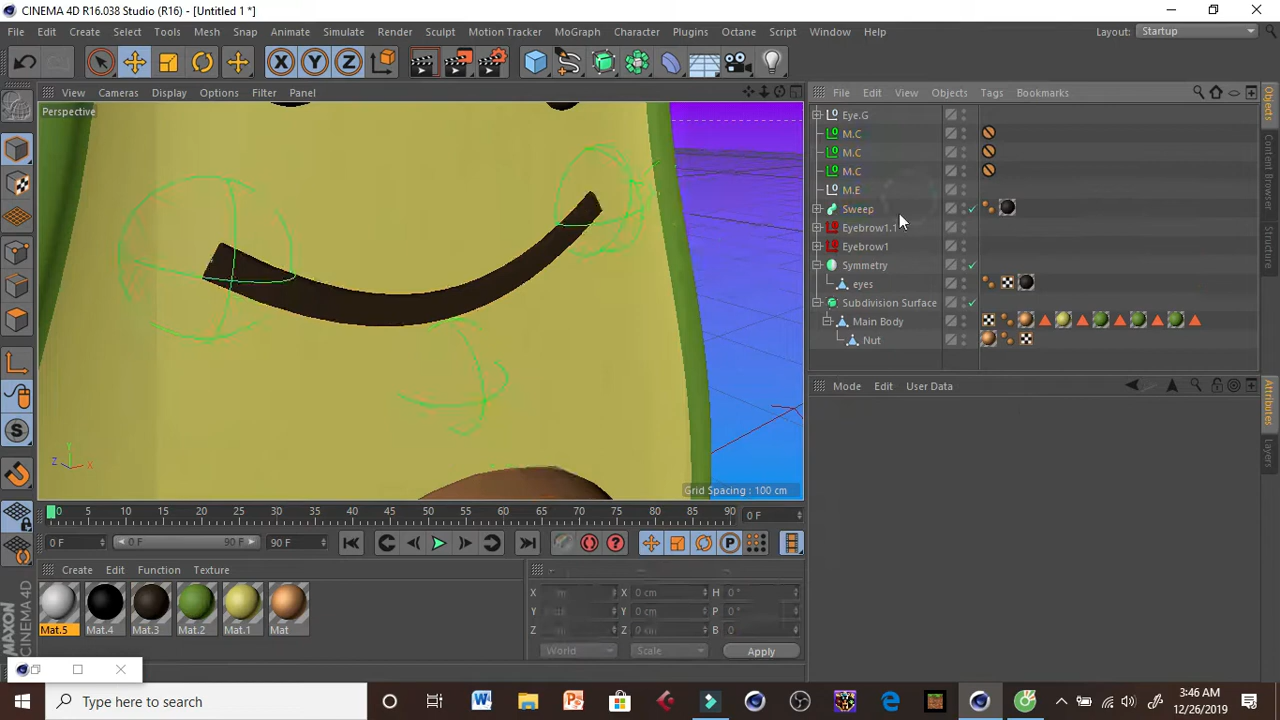 CINEMA 4D R16.038 Studio (R16) - [Untitled 1 *]
File Edit Create Select Tools Mesh Snap Animate Simulate Render Sculpt Motion Tracker MoGraph Character Plugins Octane Script Window Help Layout: Startup
X Y Z
View Cameras Display Options Filter Panel
File Edit View Objects Tags Bookmarks
Perspective
Eye.G
M.C
M.C
M.C
M.E
Sweep
Eyebrow1.1
Eyebrow1
Symmetry
eyes
Subdivision Surface
Main Body
Nut
Objects
Content Browser
Structure
Mode Edit User Data
Attributes
Layers
Y
Z X
Grid Spacing : 100 cm
0 5 10 15 20 25 30 35 40 45 50 55 60 65 70 75 80 85 90 0 F
0 F 0 F 90 F 90 F
Create Edit Function Texture
Mat.5 Mat.4 Mat.3 Mat.2 Mat.1 Mat
X X 0 cm H 0 °
Y Y 0 cm P 0 °
Z Z B
World Scale Apply
MAXON
CINEMA 4D
Type here to search
3:46 AM
12/26/2019